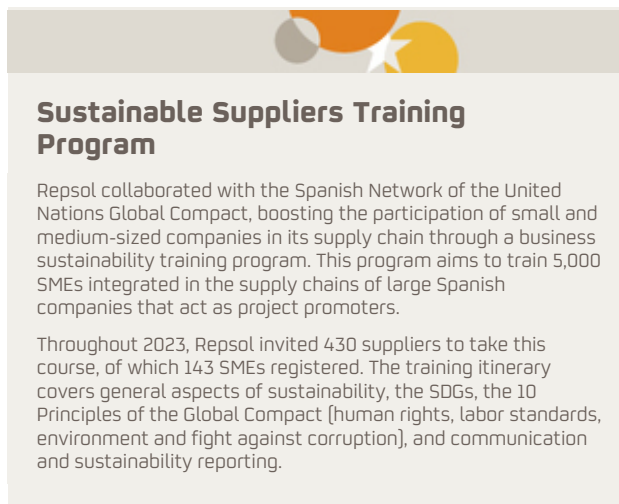 Sustainable Suppliers Training
Program
Repsol collaborated with the Spanish Network of the United
Nations Global Compact, boosting the participation of small and
medium-sized companies in its supply chain through a business
sustainability training program. This program aims to train 5,000
SMEs integrated in the supply chains of large Spanish
companies that act as project promoters.
Throughout 2023, Repsol invited 430 suppliers to take this
course, of which 143 SMEs registered. The training itinerary
covers general aspects of sustainability, the SDGs, the 10
Principles of the Global Compact (human rights, labor standards,
environment and fight against corruption), and communication
and sustainability reporting.